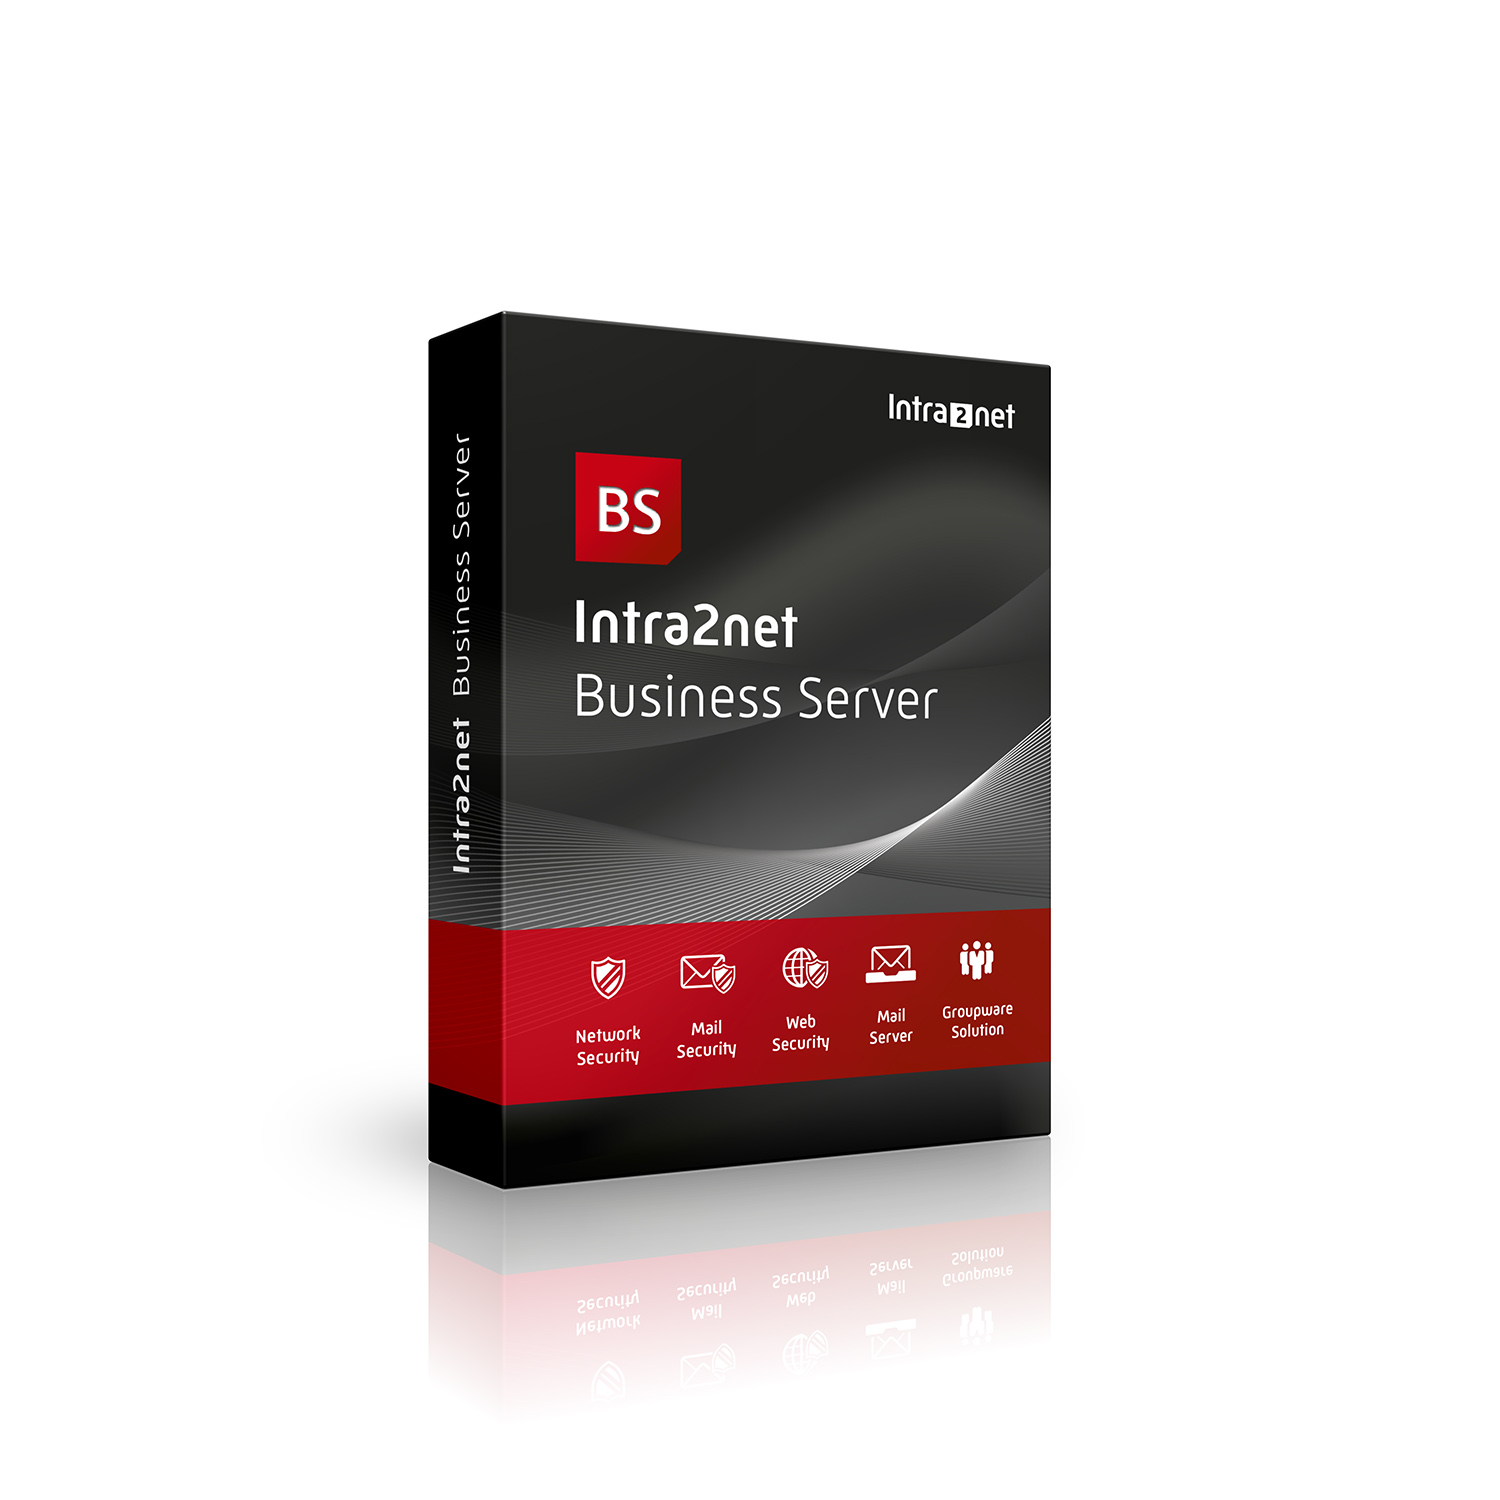 Intra2net
BS
Intra2net
Business Server
Intra2net Business Server
Network
Security
Mail
Security
Web
Security
Mail
Server
Groupware
Solution